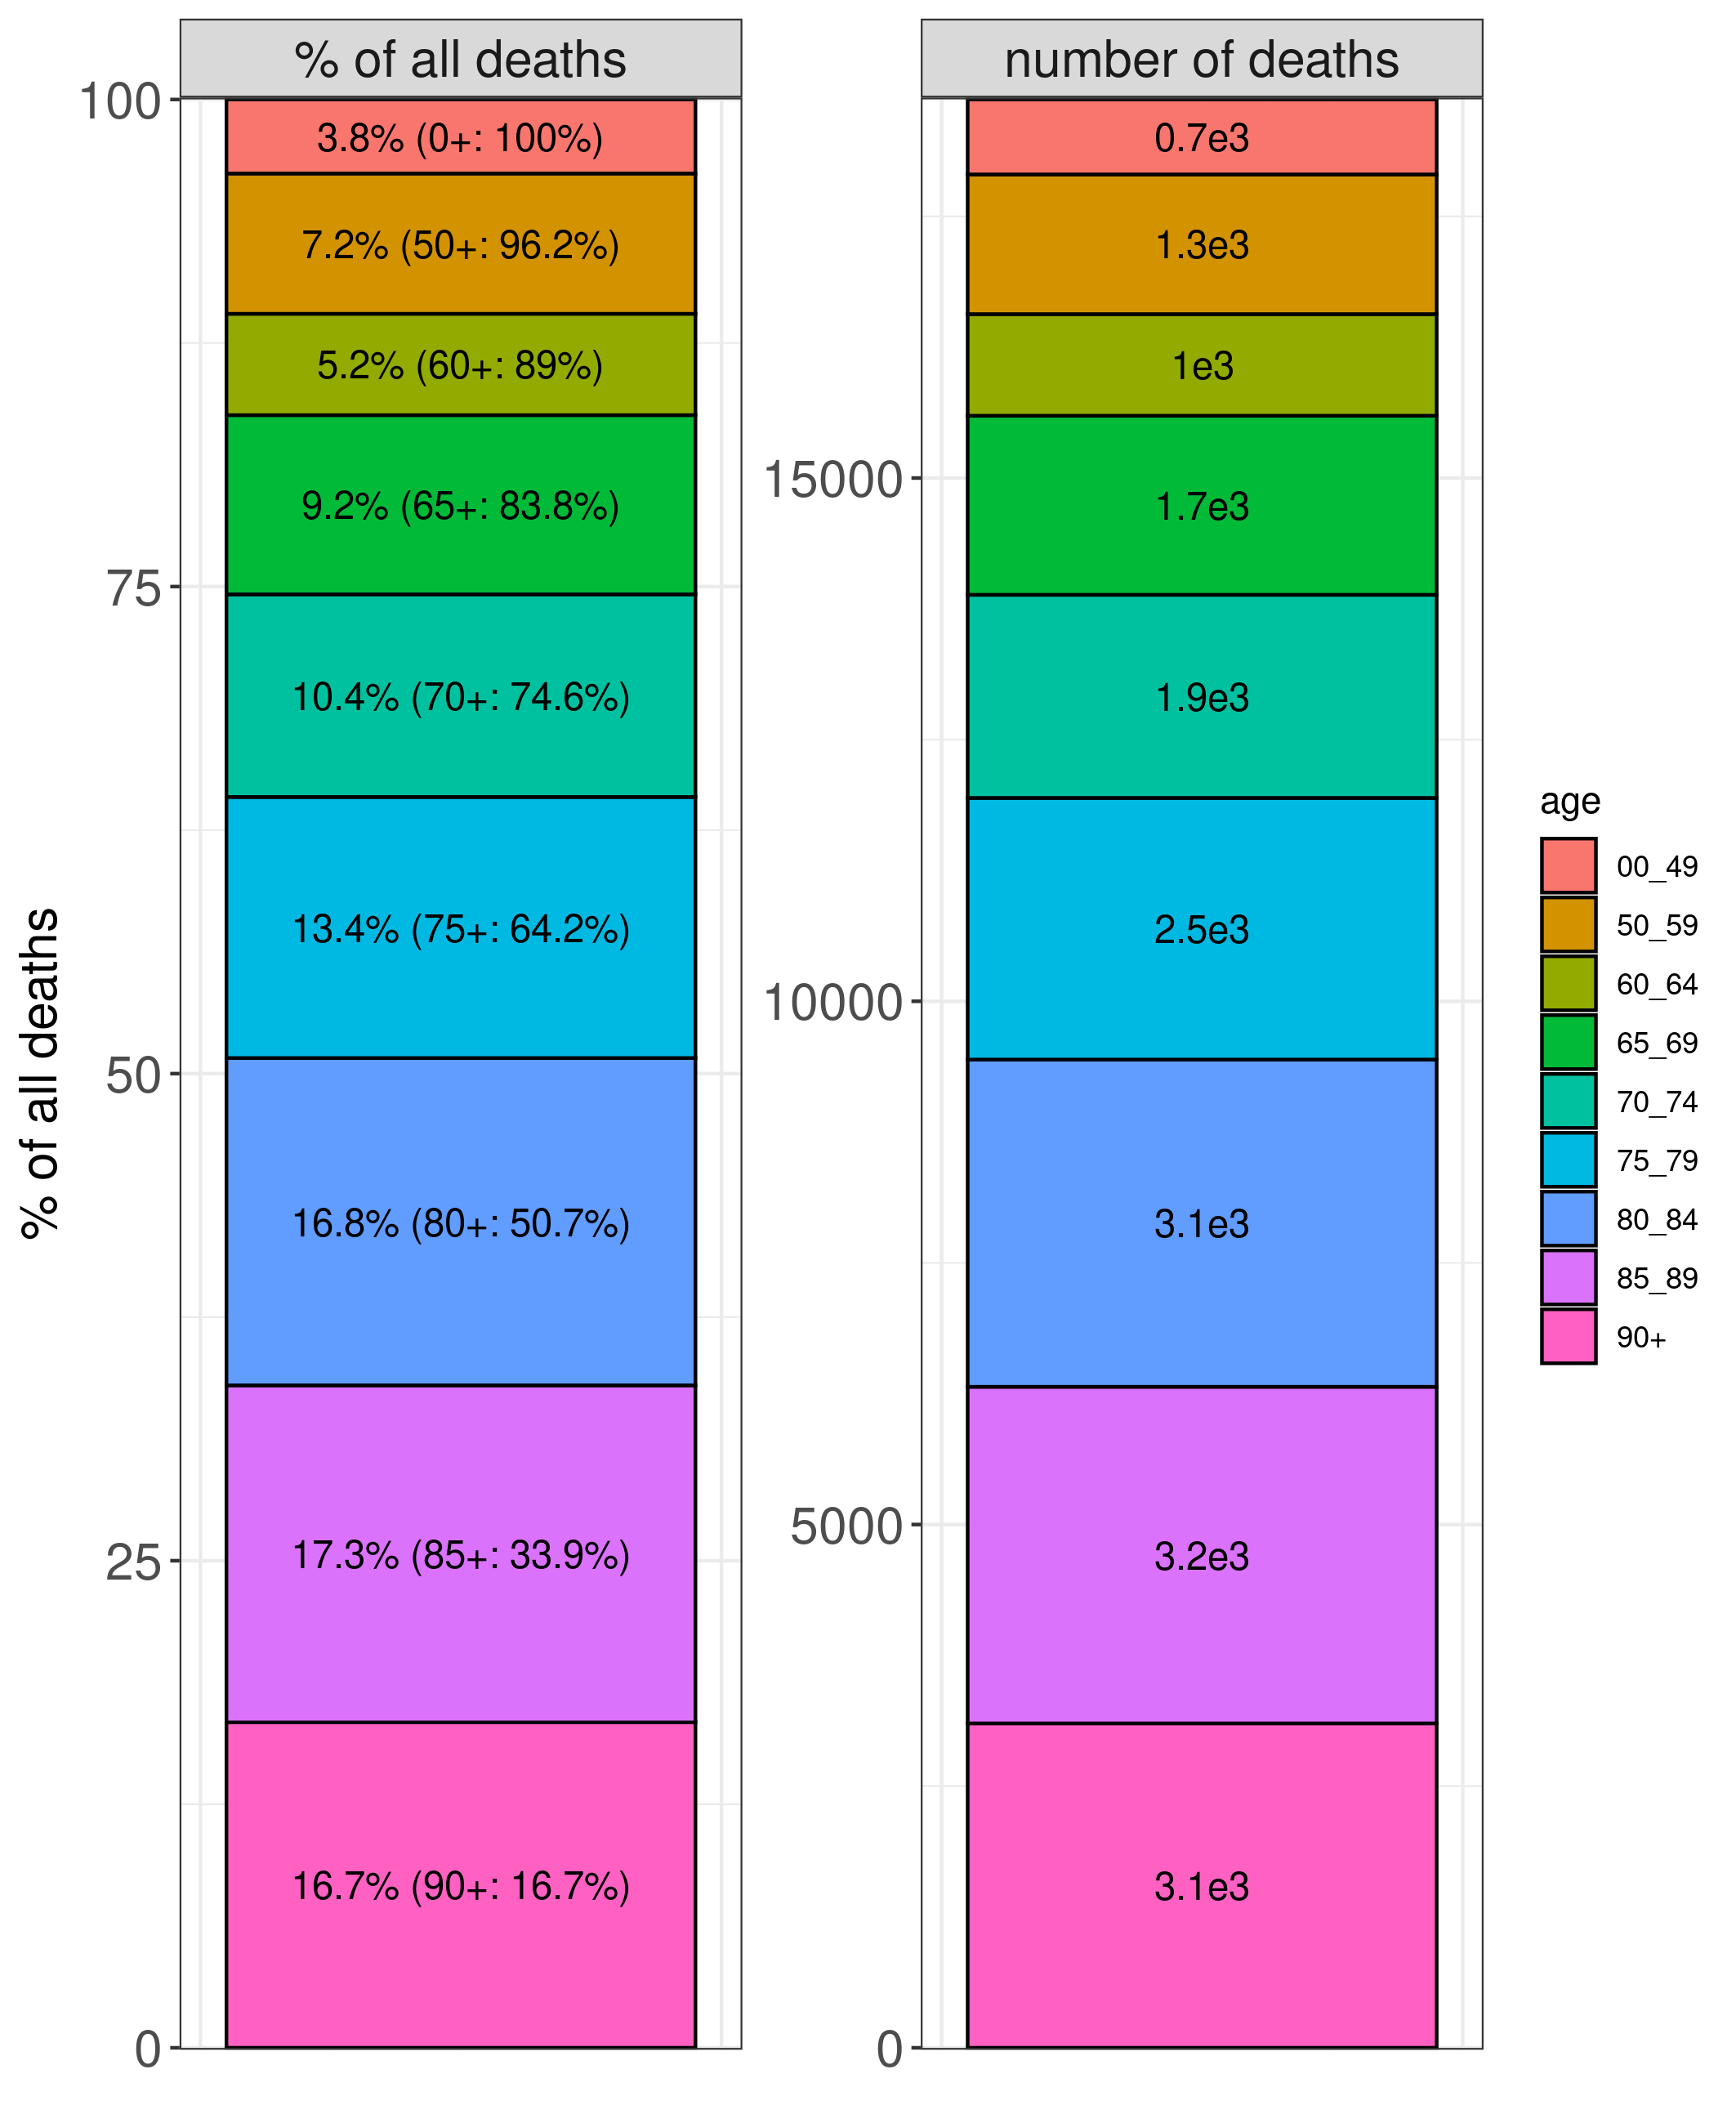 % of all deaths
number of deaths
% of all deaths
100
75
50
25
0
3.8% (0+: 100%)
7.2% (50+: 96.2%)
5.2% (60+: 89%)
9.2% (65+: 83.8%)
10.4% (70+: 74.6%)
13.4% (75+: 64.2%)
16.8% (80+: 50.7%)
17.3% (85+: 33.9%)
16.7% (90+: 16.7%)
15000
10000
5000
0
0.7e3
1.3e3
1e3
1.7e3
1.9e3
2.5e3
3.1e3
3.2e3
3.1e3
age
00_49
50_59
60_64
65_69
70_74
75_79
80_84
85_89
90+